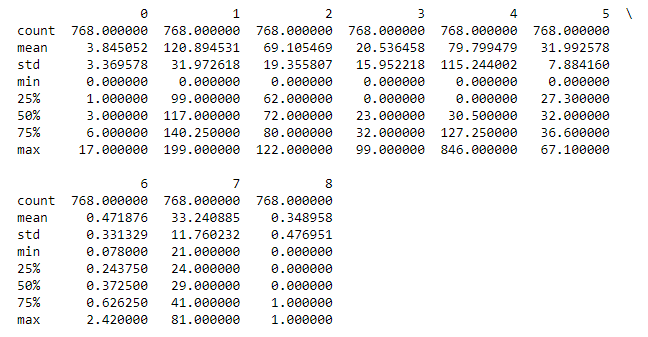 0           1           2           3           4           5  \
count  768.000000  768.000000  768.000000  768.000000  768.000000  768.000000
mean     3.845052  120.894531   69.105469   20.536458   79.799479   31.992578
std      3.369578   31.972618   19.355807   15.952218  115.244002    7.884160
min      0.000000    0.000000    0.000000    0.000000    0.000000    0.000000
25%      1.000000   99.000000   62.000000    0.000000    0.000000   27.300000
50%      3.000000  117.000000   72.000000   23.000000   30.500000   32.000000
75%      6.000000  140.250000   80.000000   32.000000  127.250000   36.600000
max     17.000000  199.000000  122.000000   99.000000  846.000000   67.100000

                6           7           8
count  768.000000  768.000000  768.000000
mean     0.471876   33.240885    0.348958
std      0.331329   11.760232    0.476951
min      0.078000   21.000000    0.000000
25%      0.243750   24.000000    0.000000
50%      0.372500   29.000000    0.000000
75%      0.626250   41.000000    1.000000
max      2.420000   81.000000    1.000000